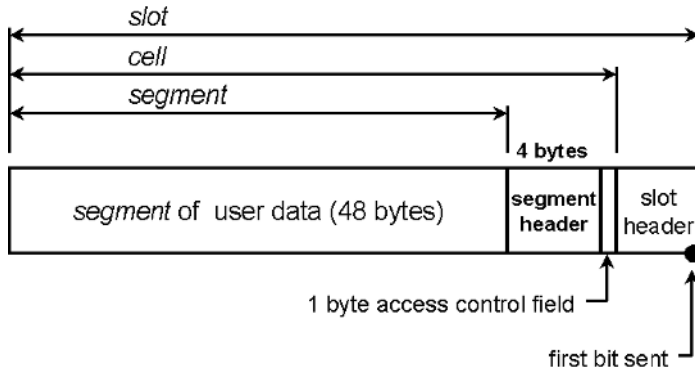 slot
cell
segment
4 bytes
segment of user data (48 bytes)
segment
header
slot
header
1 byte access control field
first bit sent